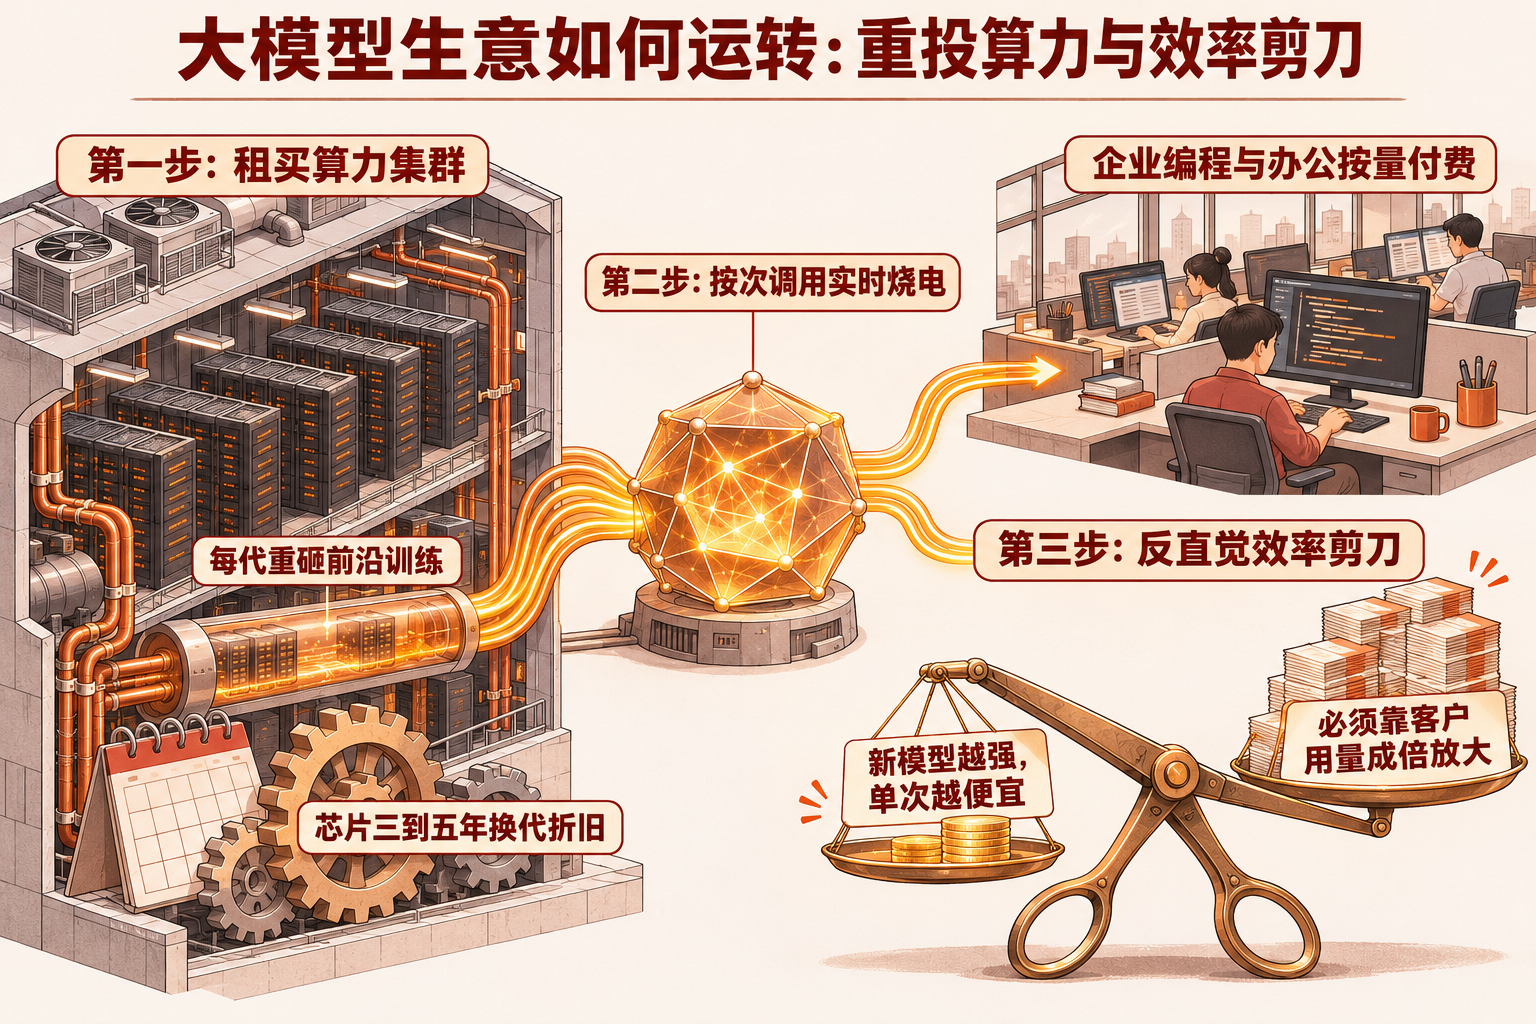 大模型生意如何运转：重投算力与效率剪刀
第一步：租买算力集群
企业编程与办公按量付费
第二步：按次调用实时烧电
每代重砸前沿训练
第三步：反直觉效率剪刀
必须靠客户
用量成倍放大
新模型越强，
单次越便宜
芯片三到五年换代折旧